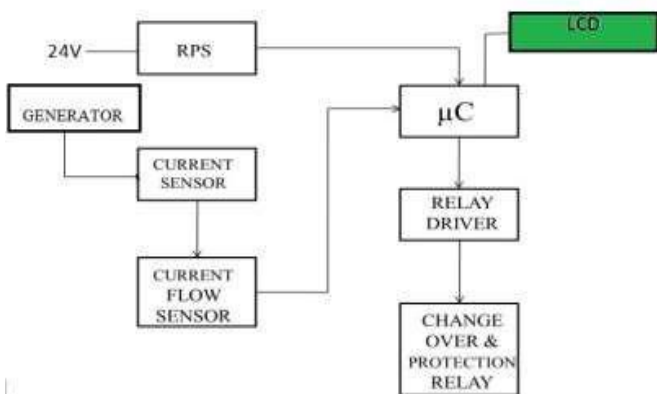 LCD
24V
RPS
GENERATOR
μC
CURRENT
SENSOR
RELAY
DRIVER
CURRENT
FLOW
SENSOR
CHANGE
OVER &
PROTECTION
RELAY